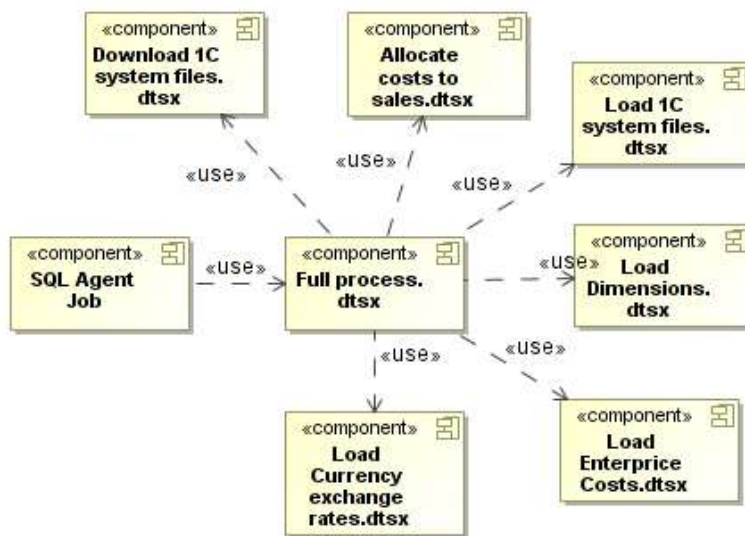 «component»
Download 1C
system files.
dtsx
«component»
Allocate
costs to
sales.dtsx
«component»
Load 1C
system files.
dtsx
«use»
«use»
«use»
«component»
SQL Agent
Job
«use»
«component»
Full process.
dtsx
«use»
«component»
Load
Dimensions.
dtsx
«use»
«use»
«component»
Load
Currency
exchange
rates.dtsx
«component»
Load
Enterprice
Costs.dtsx